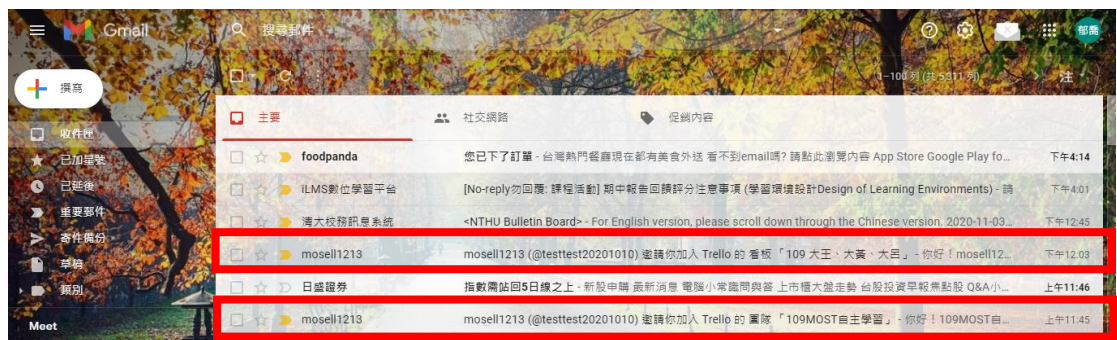 Gmail
搜尋郵件
郁喬
撰寫
1-100 列 (共 5,311 列)
注
主要
社交網路
促銷內容
收件匣
已加星號
已延後
重要郵件
寄件備份
草稿
類別
Meet
foodpanda 您已下了訂單 - 台灣熱門餐廳現在都有美食外送 看不到email嗎? 請點此瀏覽內容 App Store Google Play fo... 下午4:14
iLMS數位學習平台 [No-reply勿回覆: 課程活動] 期中報告回饋評分注意事項 (學習環境設計Design of Learning Environments) - 請 下午4:01
清大校務訊息系統 <NTHU Bulletin Board> - For English version, please scroll down through the Chinese version. 2020-11-03... 下午12:45
mosell1213 mosell1213 (@testtest20201010) 邀請你加入 Trello 的 看板「109 大王、大黃、大呂」 - 你好！mosell12... 下午12:03
日盛證券 指數需站回5日線之上 - 新股申購 最新消息 電腦小常識問與答 上市櫃大盤走勢 台股投資早報焦點股 Q&A小... 上午11:46
mosell1213 mosell1213 (@testtest20201010) 邀請你加入 Trello 的 團隊「109MOST自主學習」 - 你好！109MOST自... 上午11:45